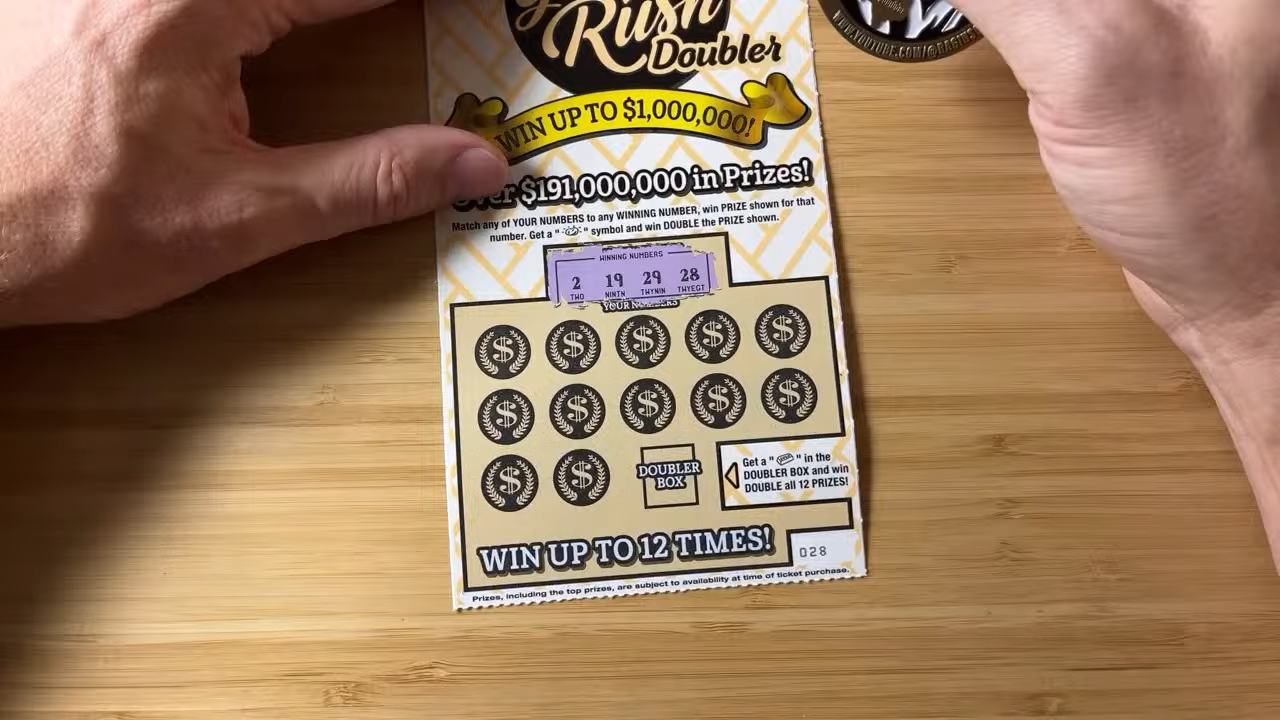 Rush
Doubler
WIN UP TO $1,000,000!
Over $191,000,000 in Prizes!
Match any of YOUR NUMBERS to any WINNING NUMBER, win PRIZE shown for that
number. Get a " " symbol and win DOUBLE the PRIZE shown.
WINNING NUMBERS
2 19 29 28
TWO NINTN TWYNIN TWYEGT
YOUR NUMBERS
$ $ $ $ $
$ $ $ $ $
$ $
DOUBLER
BOX
Get a " " in the
DOUBLER BOX and win
DOUBLE all 12 PRIZES!
WIN UP TO 12 TIMES!
028
Prizes, including the top prizes, are subject to availability at time of ticket purchase.